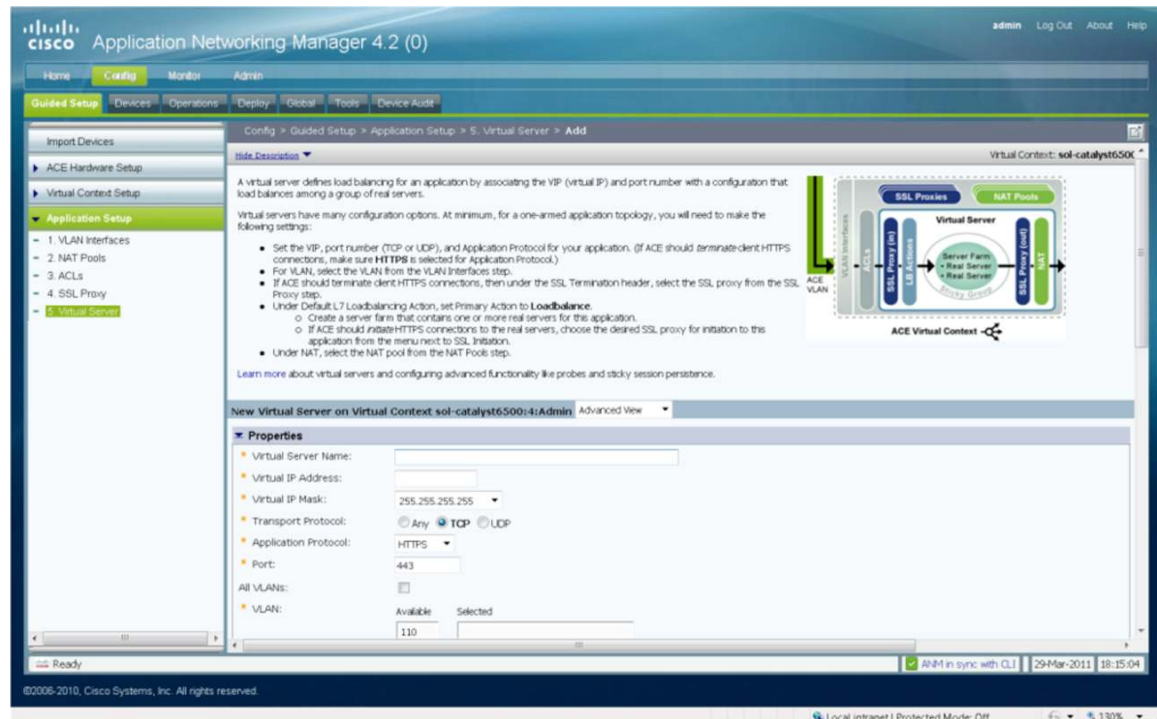 cisco Application Networking Manager 4.2 (0)
admin Log Out About Help
Home Config Monitor Admin
Guided Setup Devices Operations Deploy Global Tools Device Audit
Import Devices
ACE Hardware Setup
Virtual Context Setup
Application Setup
1. VLAN Interfaces
2. NAT Pools
3. ACLs
4. SSL Proxy
5. Virtual Server
Config > Guided Setup > Application Setup > 5. Virtual Server > Add
Hide Description
Virtual Context: sol-catalyst6500
A virtual server defines load balancing for an application by associating the VIP (virtual IP) and port number with a configuration that
load balances among a group of real servers.
Virtual servers have many configuration options. At minimum, for a one-armed application topology, you will need to make the
following settings:
Set the VIP, port number (TCP or UDP), and Application Protocol for your application. (If ACE should terminate client HTTPS
connections, make sure HTTPS is selected for Application Protocol.)
For VLAN, select the VLAN from the VLAN Interfaces step.
If ACE should terminate client HTTPS connections, then under the SSL Termination header, select the SSL proxy from the SSL
Proxy step.
Under Default L7 Loadbalancing Action, set Primary Action to Loadbalance.
Create a server farm that contains one or more real servers for this application.
If ACE should initiate HTTPS connections to the real servers, choose the desired SSL proxy for initiation to this
application from the menu next to SSL Initiation.
Under NAT, select the NAT pool from the NAT Pools step.
Learn more about virtual servers and configuring advanced functionality like probes and sticky session persistence.
SSL Proxies
NAT Pools
Virtual Server
VLAN Interfaces
ACLs
SSL Proxy (in)
LB Actions
Server Farm
• Real Server
• Real Server
Sticky Group
SSL Proxy (out)
NAT
ACE
VLAN
ACE Virtual Context
New Virtual Server on Virtual Context sol-catalyst6500:4:Admin Advanced View
Properties
* Virtual Server Name:
* Virtual IP Address:
* Virtual IP Mask: 255.255.255.255
* Transport Protocol: Any TCP UDP
* Application Protocol: HTTPS
* Port: 443
All VLANs:
* VLAN: Available Selected
110
Ready
ANM in sync with CLI 29-Mar-2011 18:15:04
©2006-2010, Cisco Systems, Inc. All rights reserved.
Local intranet | Protected Mode: Off 130%